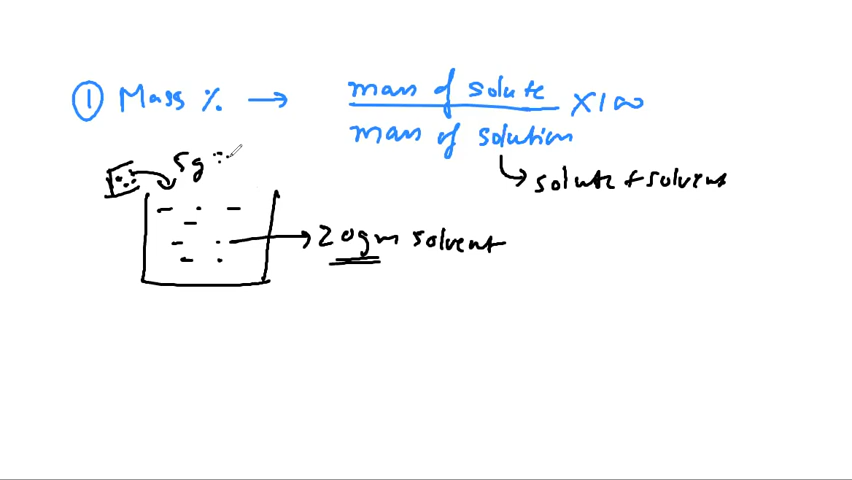 ① Mass % → mass of solute × 100
mass of solution
→ solute + solvent
5g
→ 20gm solvent